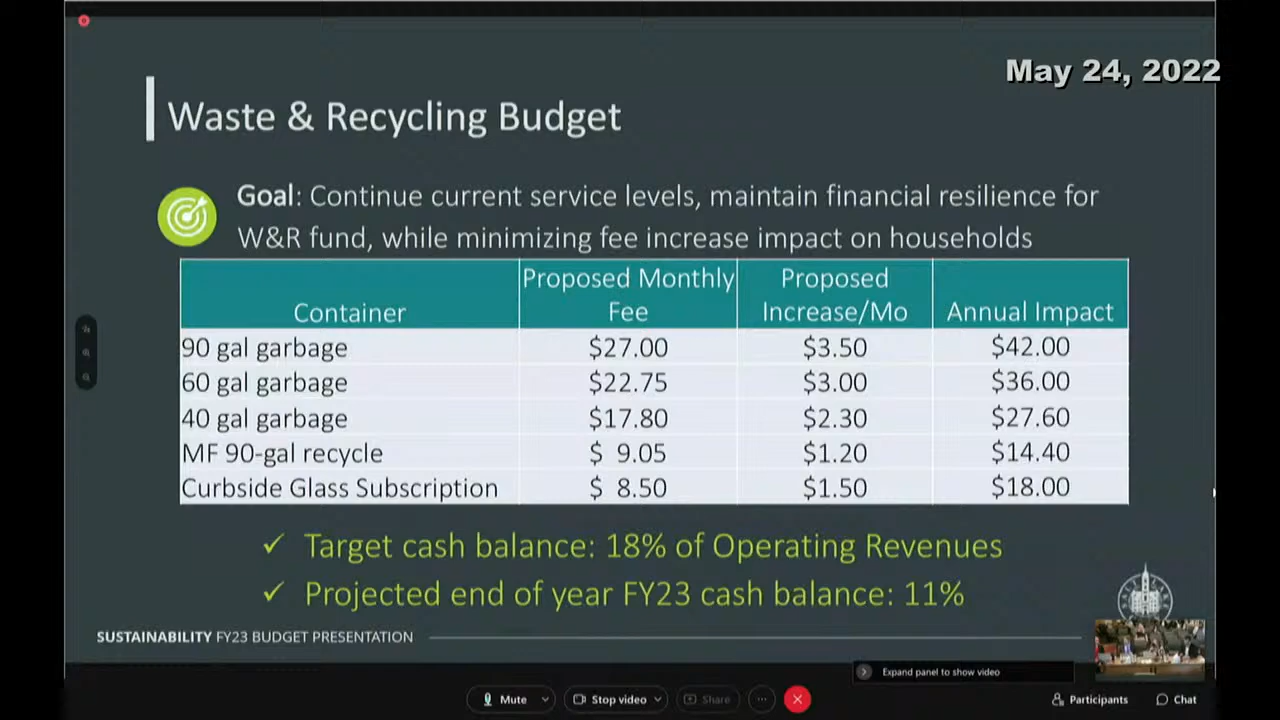 May 24, 2022
Waste & Recycling Budget
Goal: Continue current service levels, maintain financial resilience for
W&R fund, while minimizing fee increase impact on households
Container Proposed Monthly Fee Proposed Increase/Mo Annual Impact
90 gal garbage $27.00 $3.50 $42.00
60 gal garbage $22.75 $3.00 $36.00
40 gal garbage $17.80 $2.30 $27.60
MF 90-gal recycle $ 9.05 $1.20 $14.40
Curbside Glass Subscription $ 8.50 $1.50 $18.00
✓ Target cash balance: 18% of Operating Revenues
✓ Projected end of year FY23 cash balance: 11%
SUSTAINABILITY FY23 BUDGET PRESENTATION
Expand panel to show video
Mute Stop video Share Participants Chat